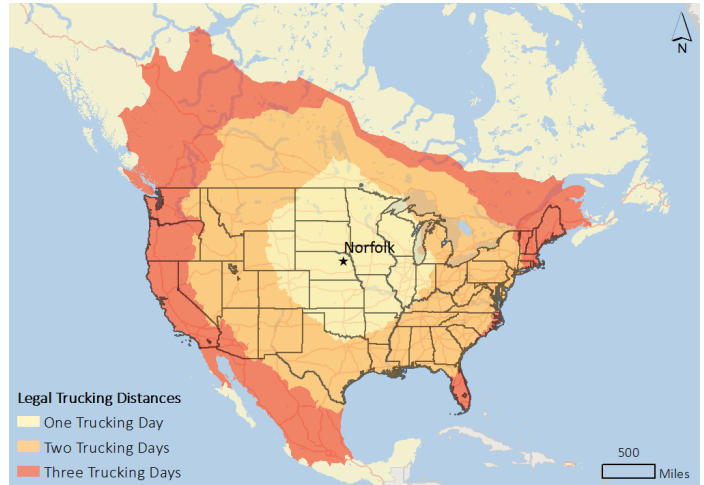 N
Norfolk
Legal Trucking Distances
One Trucking Day
Two Trucking Days
Three Trucking Days
500
Miles